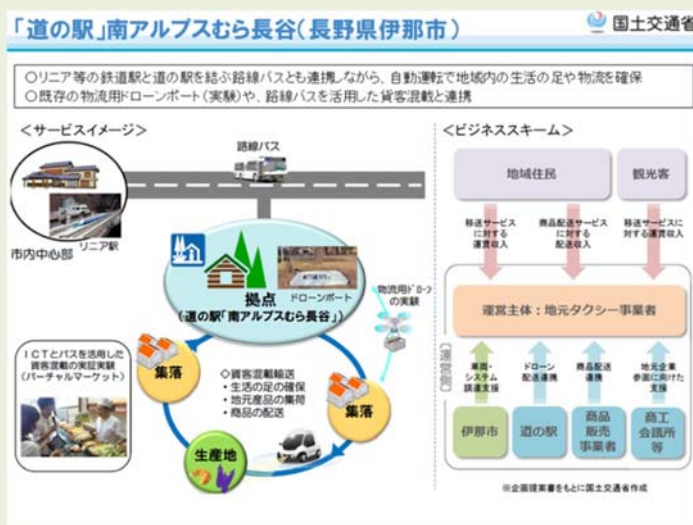 「道の駅」南アルプスむら長谷(長野県伊那市)
国土交通省
○リニア等の鉄道駅と道の駅を結ぶ路線バスとも連携しながら、自動運転で地域内の生活の足や物流を確保
○既存の物流用ドローンポート(実験)や、路線バスを活用した貨客混載と連携
<サービスイメージ>
路線バス
リニア駅
市内中心部
拠点
ドローンポート
(道の駅「南アルプスむら長谷」)
物流用ドローン
の実験
ICTとバスを活用した
貨客混載の実証実験
(バーチャルマーケット)
集落
◇貨客混載輸送
・生活の足の確保
・地元産品の集荷
・商品の配送
集落
生産地
<ビジネススキーム>
地域住民
観光客
移送サービス
に対する
運賃収入
商品配送サービス
に対する
配送収入
移送サービスに
対する運賃収入
運営主体:地元タクシー事業者
車両・
システム
調達支援
ドローン
配送連携
商品配送
連携
地元企業
参画に向けた
支援
伊那市
道の駅
商品
販売
事業者
商工
会議所
等
※企画提案書をもとに国土交通省作成